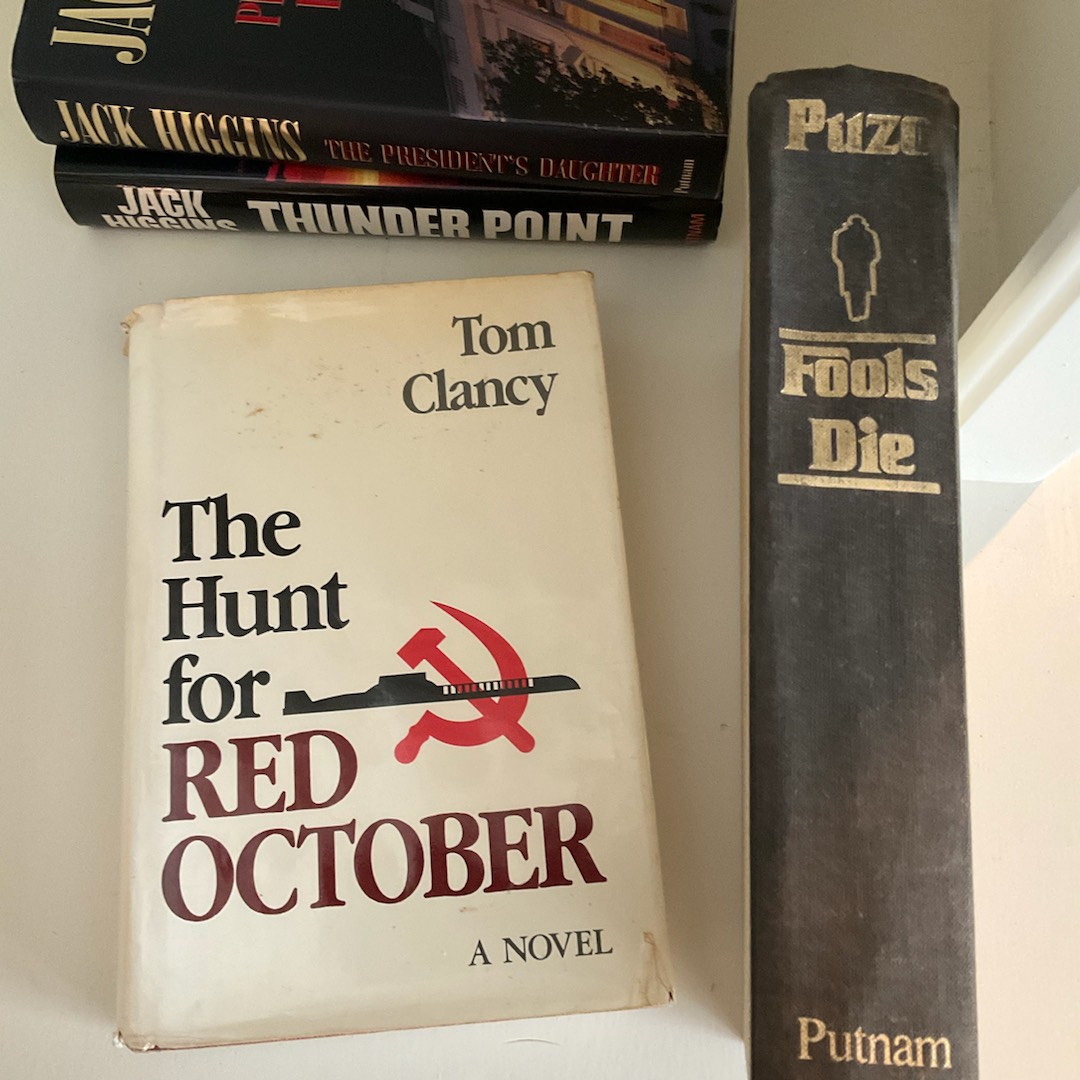 JACK HIGGINS THE PRESIDENT'S DAUGHTER Putnam
JACK
HIGGINS THUNDER POINT
Tom
Clancy
The
Hunt
for
RED
OCTOBER
A NOVEL
Puzo
Fools
Die
Putnam